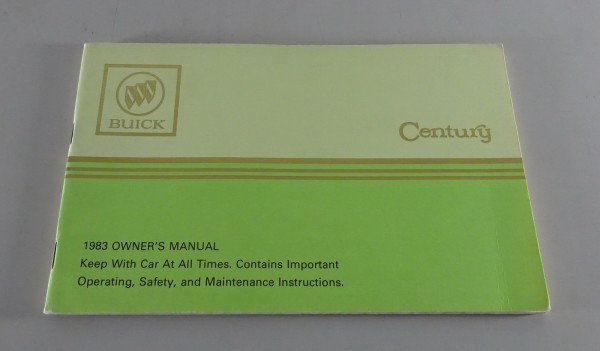 BUICK
Century
1983 OWNER'S MANUAL
Keep With Car At All Times. Contains Important
Operating, Safety, and Maintenance Instructions.